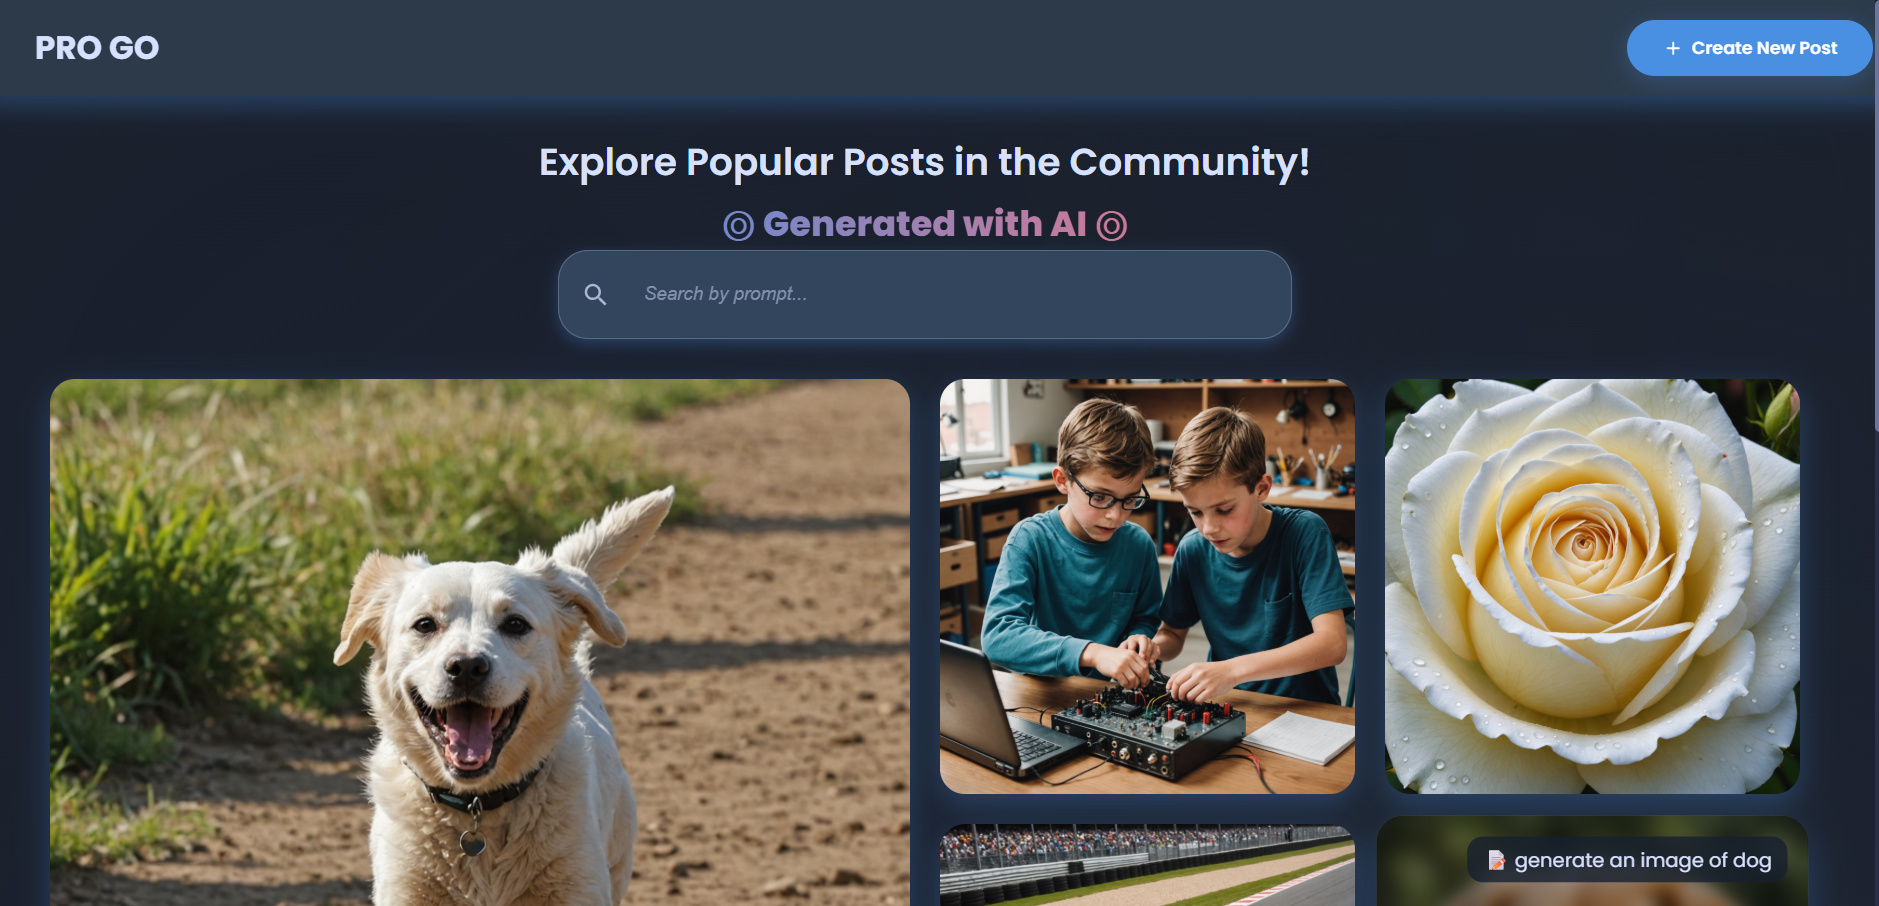 PRO GO
+ Create New Post
Explore Popular Posts in the Community!
◎ Generated with AI ◎
Search by prompt...
📝 generate an image of dog